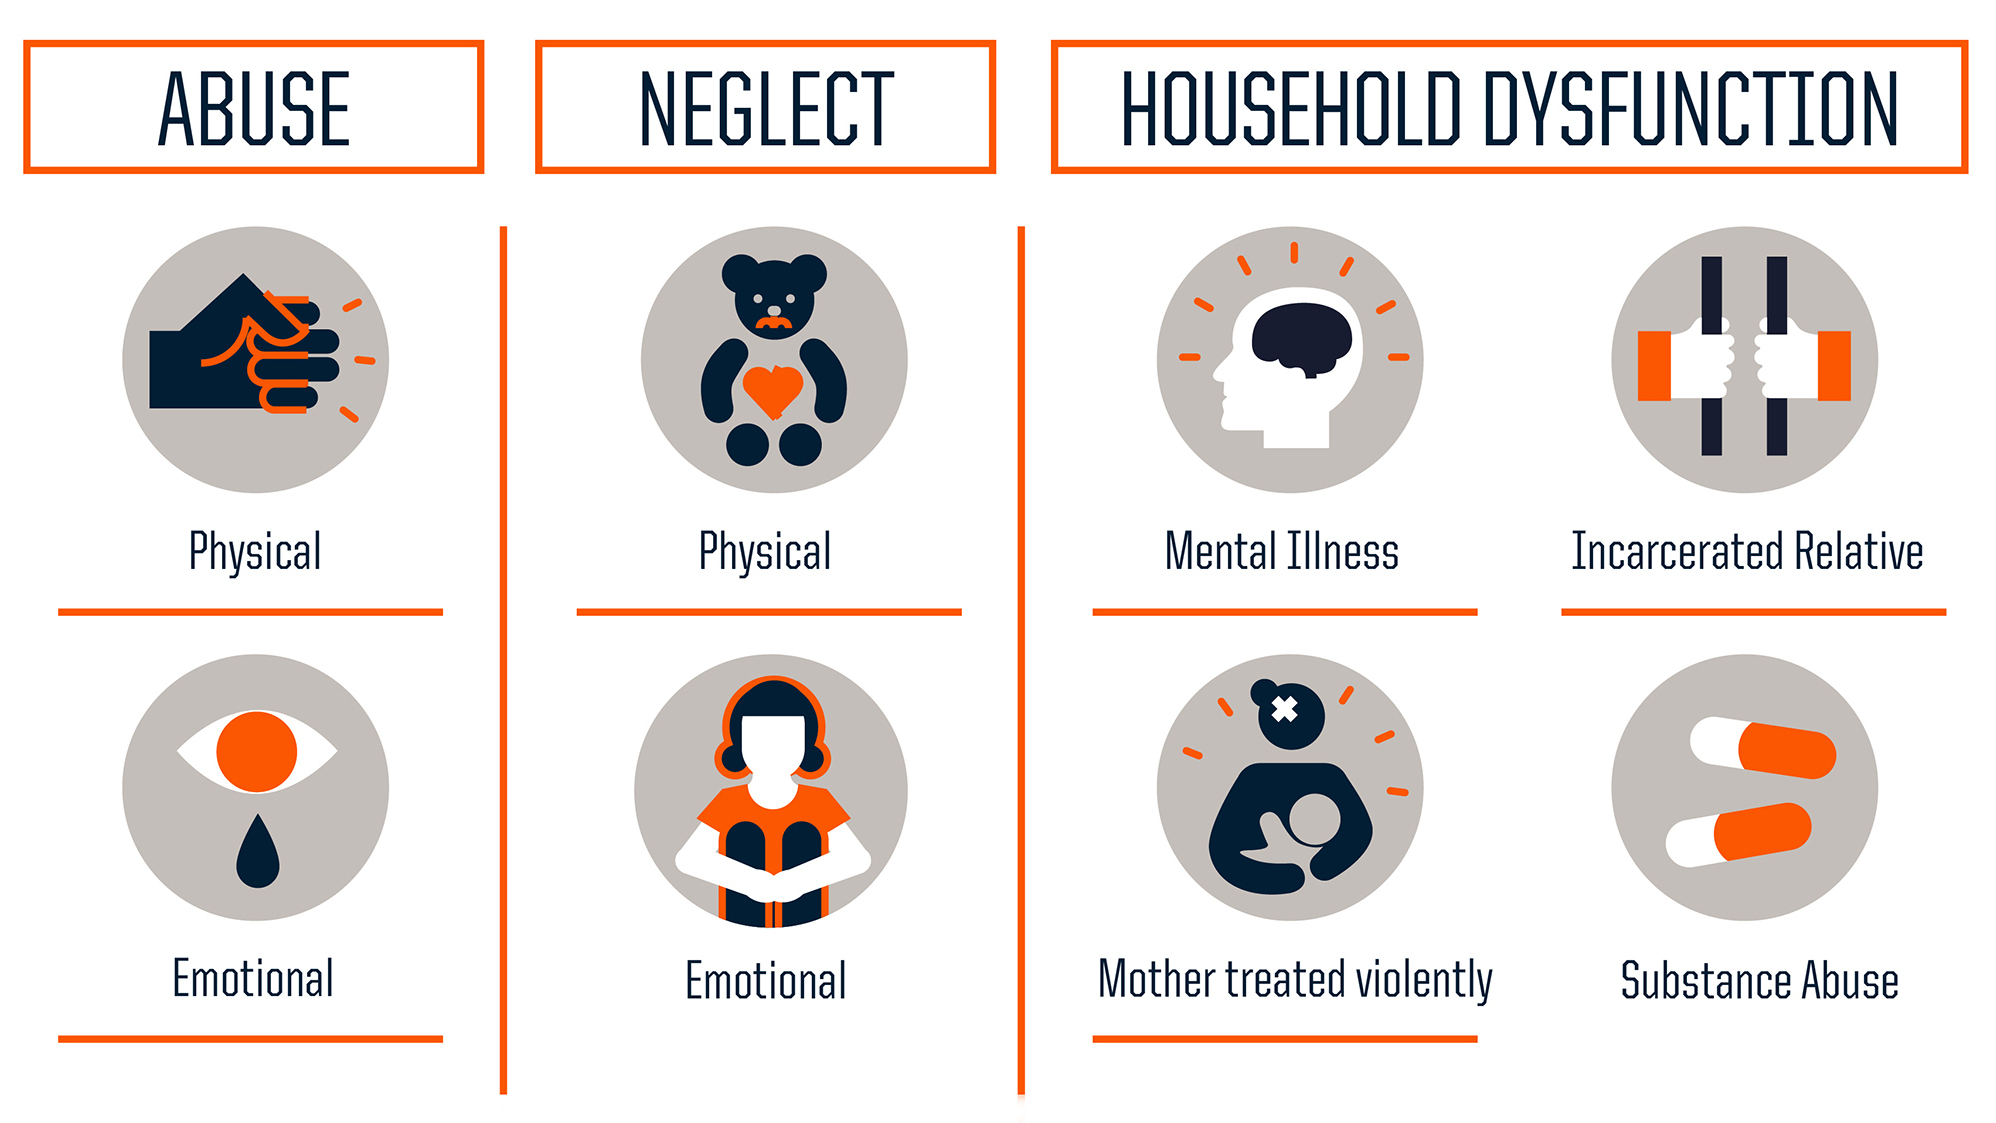 ABUSE
NEGLECT
HOUSEHOLD DYSFUNCTION
Physical
Physical
Mental Illness
Incarcerated Relative
Emotional
Emotional
Mother treated violently
Substance Abuse